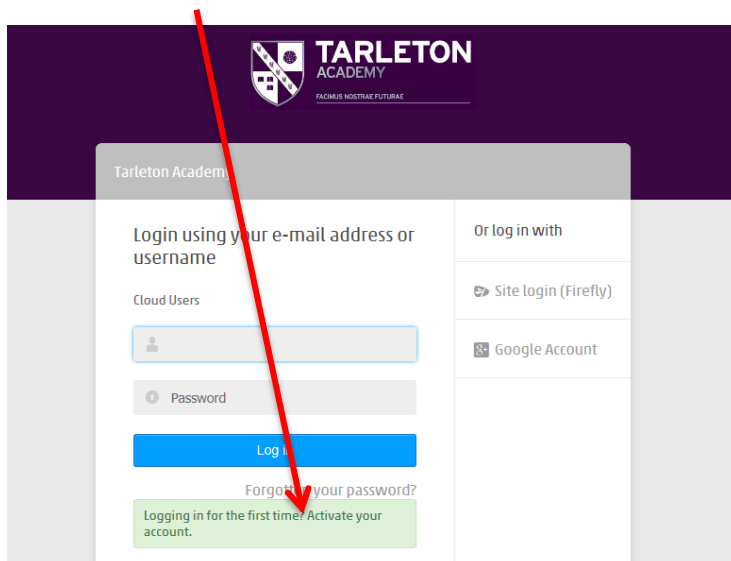 TARLETON
ACADEMY
FACIMUS NOSTRAE FUTURAE
Tarleton Academy
Login using your e-mail address or
username
Cloud Users
Password
Log in
Forgotten your password?
Logging in for the first time? Activate your
account.
Or log in with
Site login (Firefly)
Google Account